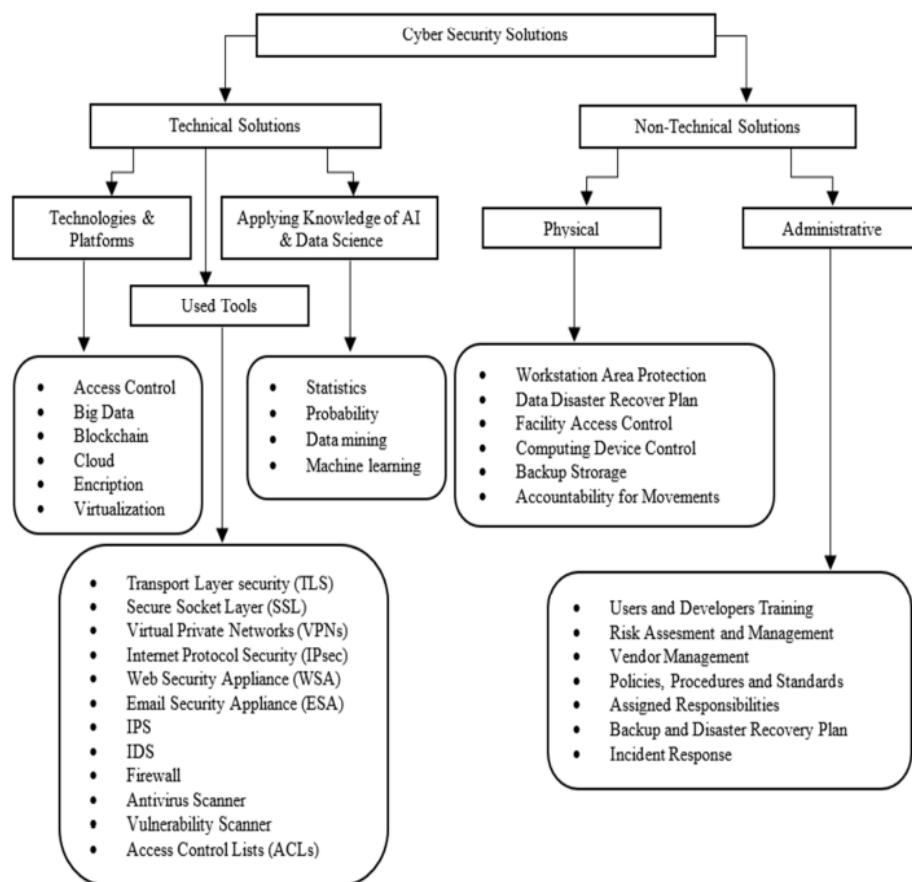 Cyber Security Solutions
Technical Solutions
Non-Technical Solutions
Technologies &
Platforms
Applying Knowledge of AI
& Data Science
Physical
Administrative
Used Tools
• Access Control
• Big Data
• Blockchain
• Cloud
• Encription
• Virtualization
• Statistics
• Probability
• Data mining
• Machine learning
• Workstation Area Protection
• Data Disaster Recover Plan
• Facility Access Control
• Computing Device Control
• Backup Strorage
• Accountability for Movements
• Transport Layer security (TLS)
• Secure Socket Layer (SSL)
• Virtual Private Networks (VPNs)
• Internet Protocol Security (IPsec)
• Web Security Appliance (WSA)
• Email Security Appliance (ESA)
• IPS
• IDS
• Firewall
• Antivirus Scanner
• Vulnerability Scanner
• Access Control Lists (ACLs)
• Users and Developers Training
• Risk Assesment and Management
• Vendor Management
• Policies, Procedures and Standards
• Assigned Responsibilities
• Backup and Disaster Recovery Plan
• Incident Response